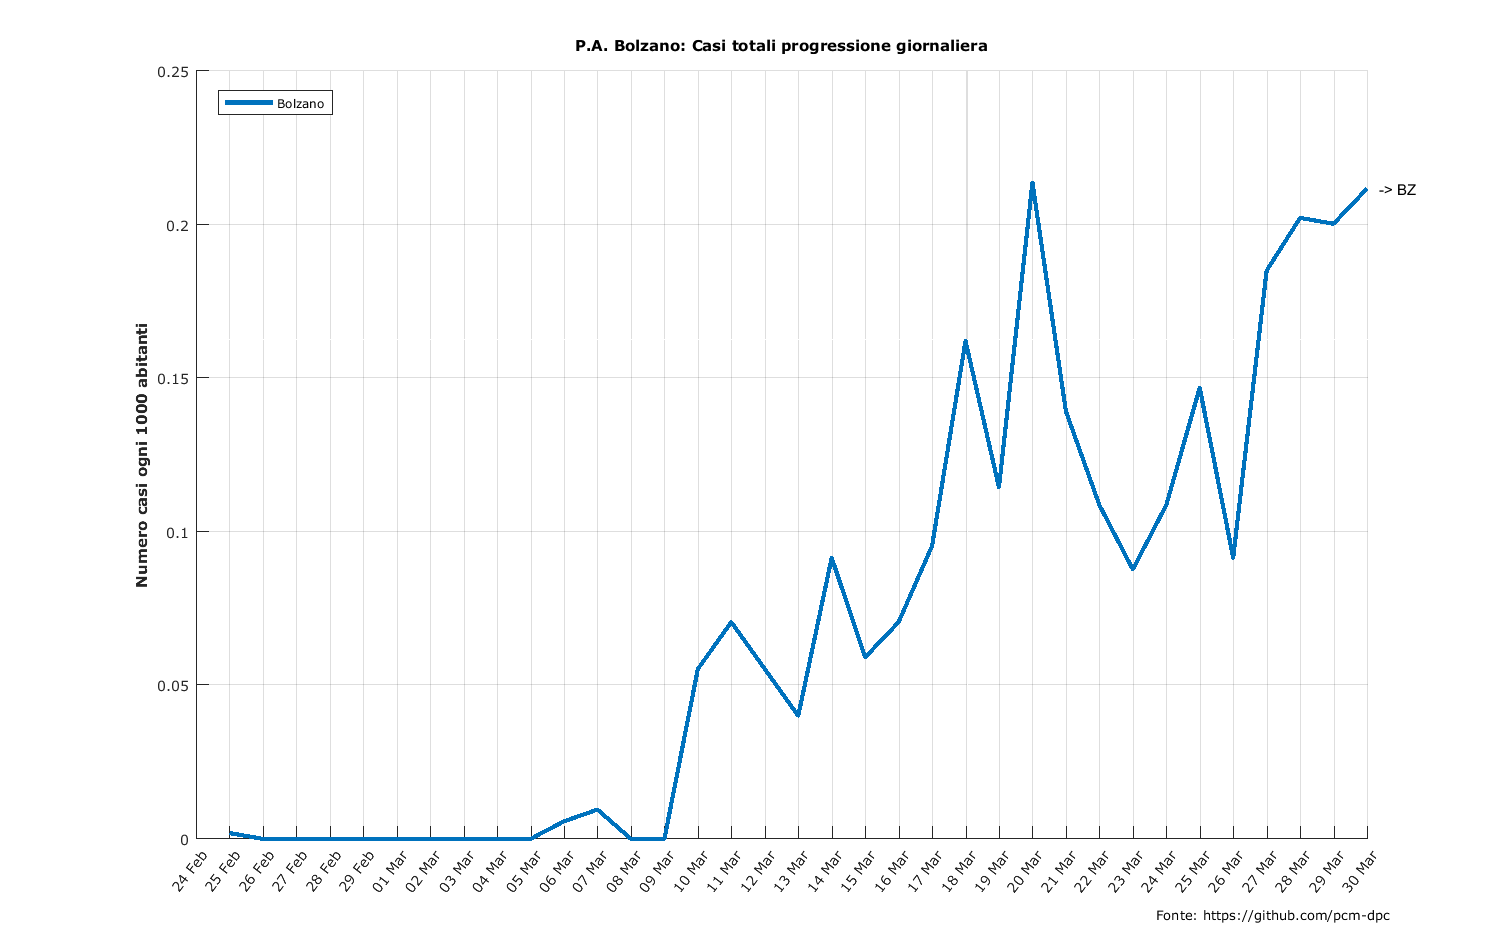 P.A. Bolzano: Casi totali progressione giornaliera
Bolzano
Numero casi ogni 1000 abitanti
0.25
0.2
0.15
0.1
0.05
0
-> BZ
24 Feb
25 Feb
26 Feb
27 Feb
28 Feb
29 Feb
01 Mar
02 Mar
03 Mar
04 Mar
05 Mar
06 Mar
07 Mar
08 Mar
09 Mar
10 Mar
11 Mar
12 Mar
13 Mar
14 Mar
15 Mar
16 Mar
17 Mar
18 Mar
19 Mar
20 Mar
21 Mar
22 Mar
23 Mar
24 Mar
25 Mar
26 Mar
27 Mar
28 Mar
29 Mar
30 Mar
Fonte: https://github.com/pcm-dpc